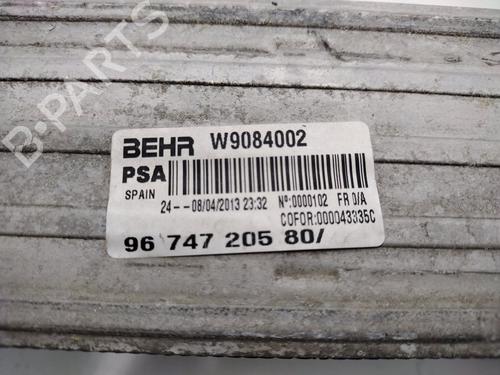 BEHR W9084002
PSA
SPAIN
24 - - 08/04/2013 23:32 Nº:0000102 FR 0/A
COFOR:000043335C
96 747 205 80/